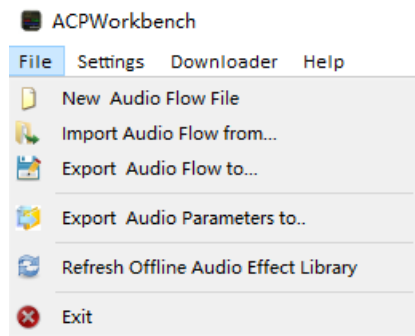 ACPWorkbench
File Settings Downloader Help
New Audio Flow File
Import Audio Flow from...
Export Audio Flow to...
Export Audio Parameters to..
Refresh Offline Audio Effect Library
Exit